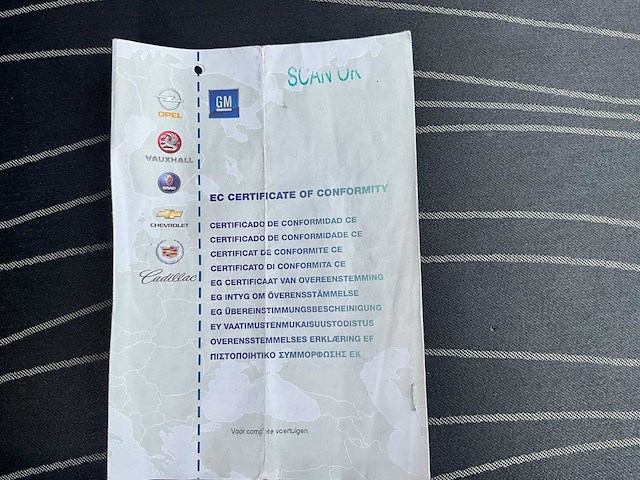 SCAN OK
GM
OPEL
VAUXHALL
SAAB
CHEVROLET
Cadillac
EC CERTIFICATE OF CONFORMITY
CERTIFICADO DE CONFORMIDAD CE
CERTIFICADO DE CONFORMIDADE CE
CERTIFICAT DE CONFORMITE CE
CERTIFICATO DI CONFORMITA CE
EG CERTIFICAAT VAN OVEREENSTEMMING
EG INTYG OM ÖVERENSSTÄMMELSE
EG ÜBEREINSTIMMUNGSBESCHEINIGUNG
EY VAATIMUSTENMUKAISUUSTODISTUS
OVERENSSTEMMELSES ERKLÆRING EF
ΠΙΣΤΟΠΟΙΗΤΙΚΟ ΣΥΜΜΟΡΦΩΣΗΣ ΕΚ
Voor complete voertuigen